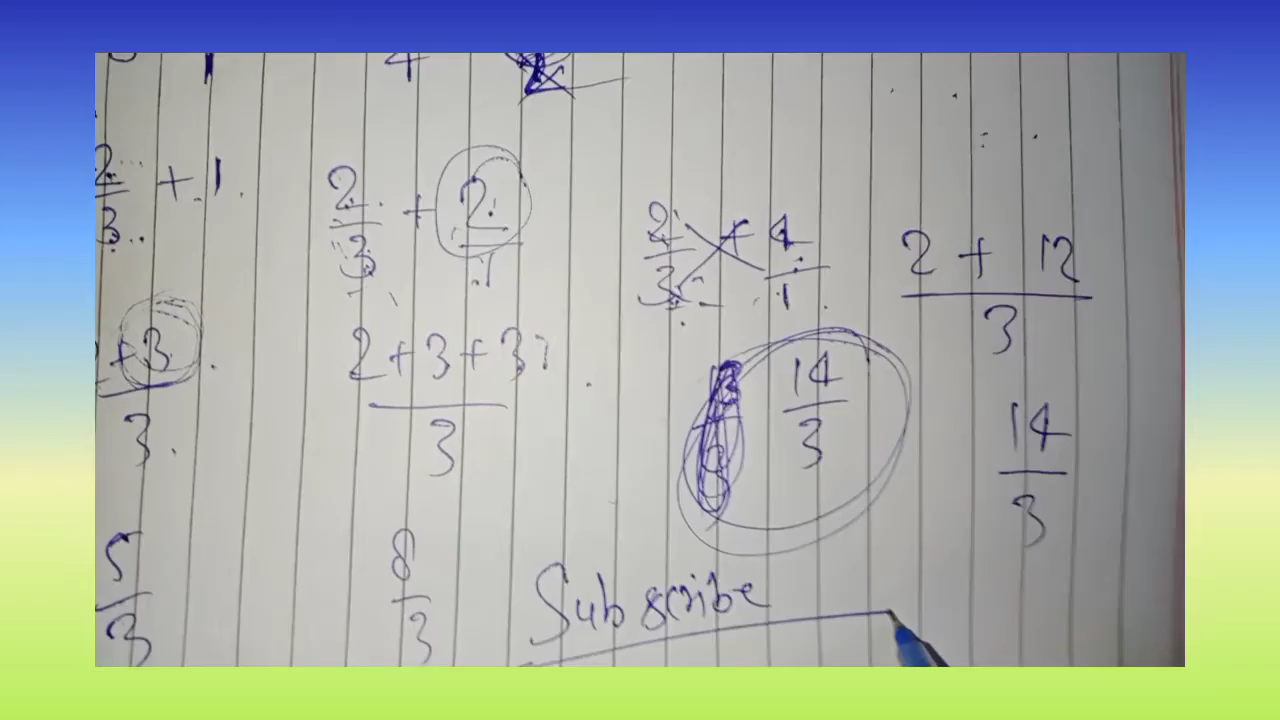 2/3 + 1
2/3 + 2/1
2/3 + 4/1
2 + 12
3
+3
3
2+3+3
3
14/3
14/3
5/3
8/3
Subscribe